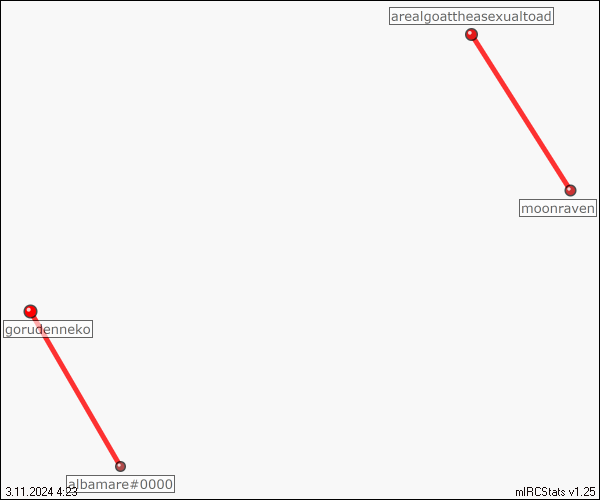 arealgoattheasexualtoad
moonraven
gorudenneko
albamare#0000
3.11.2024 4:23
mIRCStats v1.25